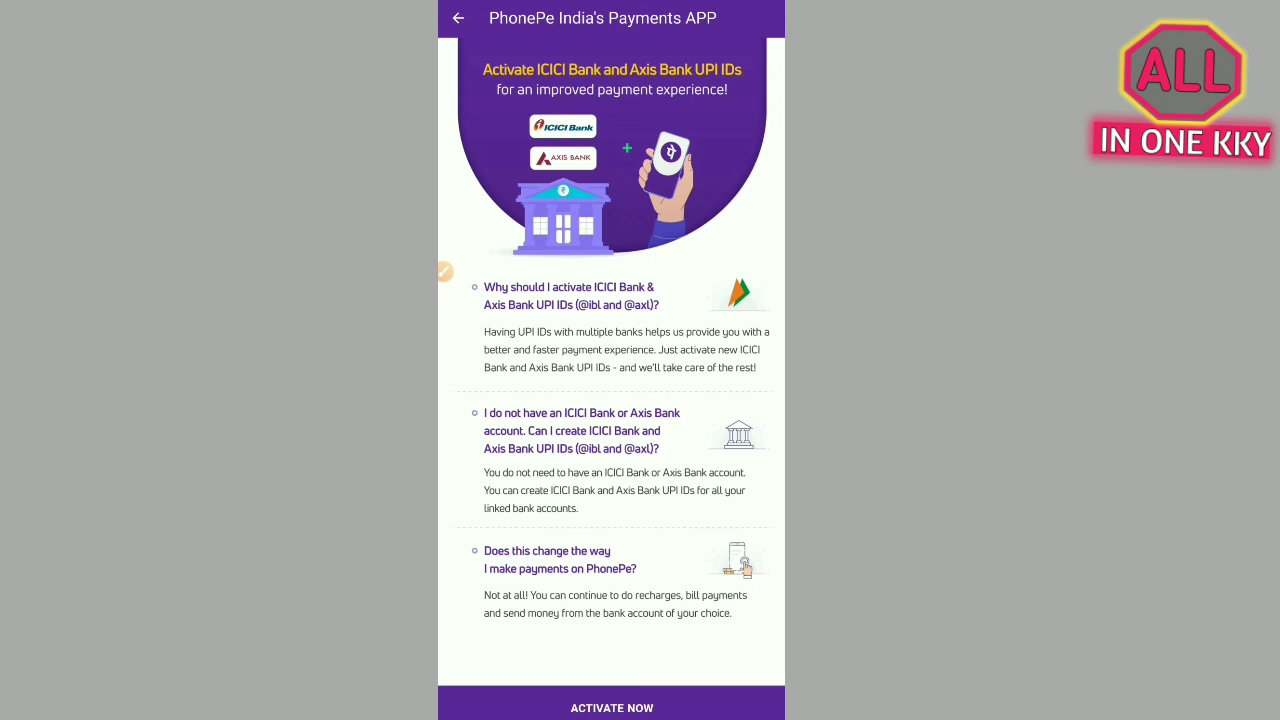 PhonePe India's Payments APP
Activate ICICI Bank and Axis Bank UPI IDs
for an improved payment experience!
ICICI Bank
AXIS BANK
Why should I activate ICICI Bank &
Axis Bank UPI IDs (@ibl and @axl)?
Having UPI IDs with multiple banks helps us provide you with a
better and faster payment experience. Just activate new ICICI
Bank and Axis Bank UPI IDs - and we'll take care of the rest!
I do not have an ICICI Bank or Axis Bank
account. Can I create ICICI Bank and
Axis Bank UPI IDs (@ibl and @axl)?
You do not need to have an ICICI Bank or Axis Bank account.
You can create ICICI Bank and Axis Bank UPI IDs for all your
linked bank accounts.
Does this change the way
I make payments on PhonePe?
Not at all! You can continue to do recharges, bill payments
and send money from the bank account of your choice.
ACTIVATE NOW
ALL
IN ONE KKY